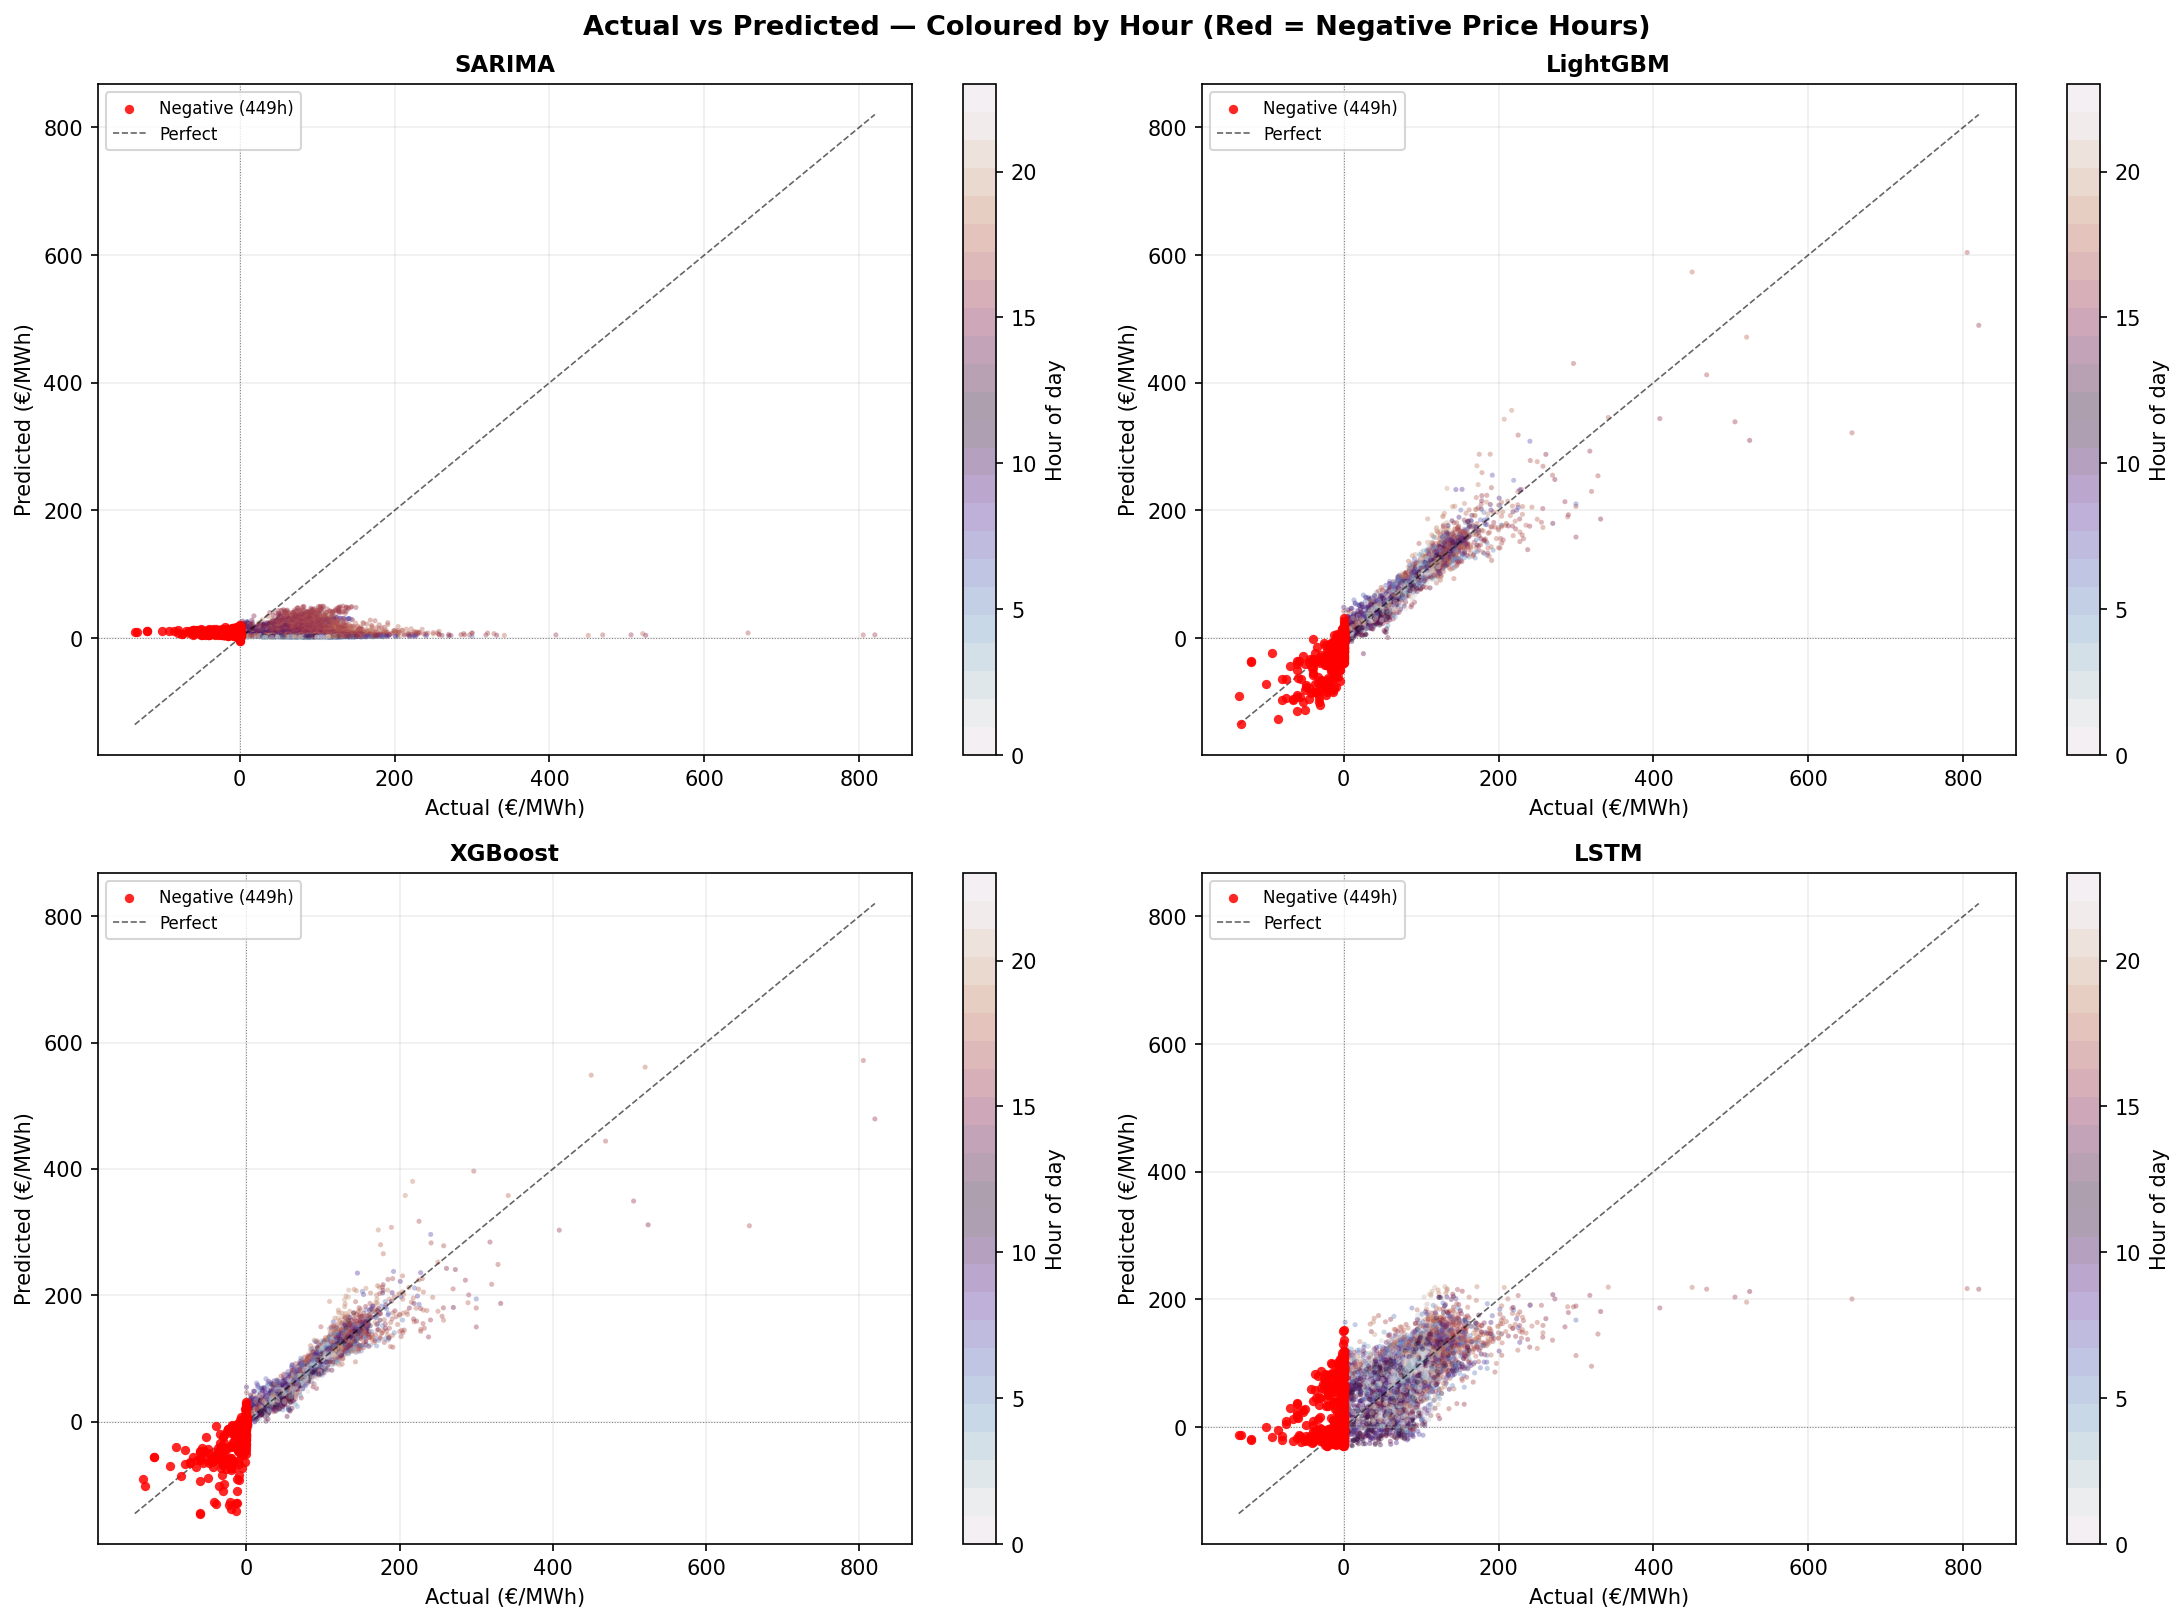 Actual vs Predicted — Coloured by Hour (Red = Negative Price Hours)
SARIMA
Negative (449h)
Perfect
800
600
400
200
0
Predicted (€/MWh)
0 200 400 600 800
Actual (€/MWh)
20
15
10
5
0
Hour of day
LightGBM
Negative (449h)
Perfect
800
600
400
200
0
Predicted (€/MWh)
0 200 400 600 800
Actual (€/MWh)
20
15
10
5
0
Hour of day
XGBoost
Negative (449h)
Perfect
800
600
400
200
0
Predicted (€/MWh)
0 200 400 600 800
Actual (€/MWh)
20
15
10
5
0
Hour of day
LSTM
Negative (449h)
Perfect
800
600
400
200
0
Predicted (€/MWh)
0 200 400 600 800
Actual (€/MWh)
20
15
10
5
0
Hour of day